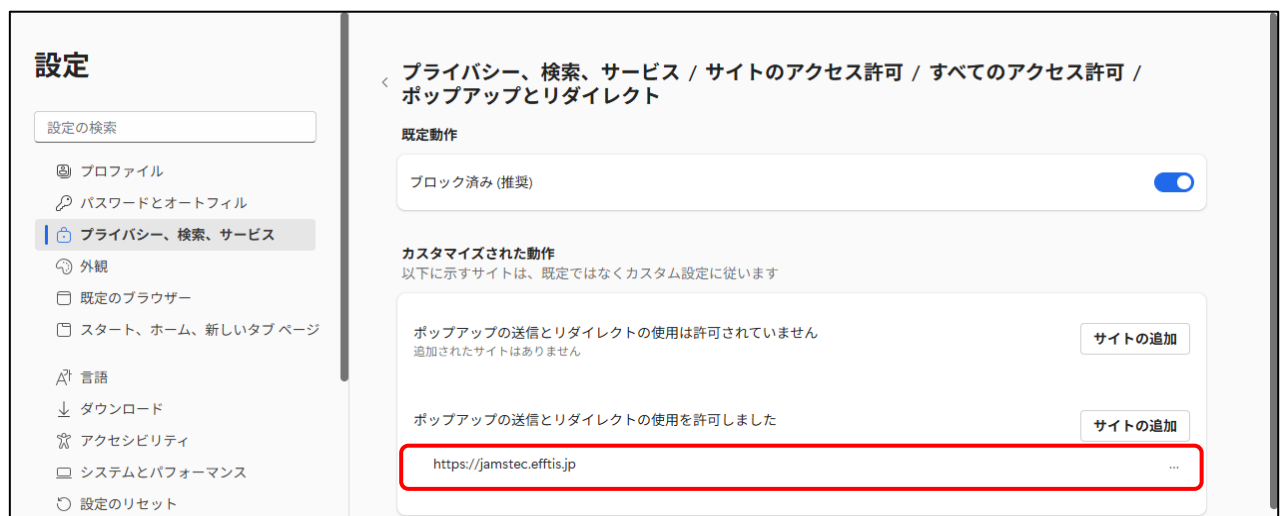 設定
設定の検索
プロファイル
パスワードとオートフィル
プライバシー、検索、サービス
外観
既定のブラウザー
スタート、ホーム、新しいタブ ページ
言語
ダウンロード
アクセシビリティ
システムとパフォーマンス
設定のリセット
プライバシー、検索、サービス / サイトのアクセス許可 / すべてのアクセス許可 /
ポップアップとリダイレクト
既定動作
ブロック済み (推奨)
カスタマイズされた動作
以下に示すサイトは、既定ではなくカスタム設定に従います
ポップアップの送信とリダイレクトの使用は許可されていません
サイトの追加
追加されたサイトはありません
ポップアップの送信とリダイレクトの使用を許可しました
サイトの追加
https://jamstec.efftis.jp
...